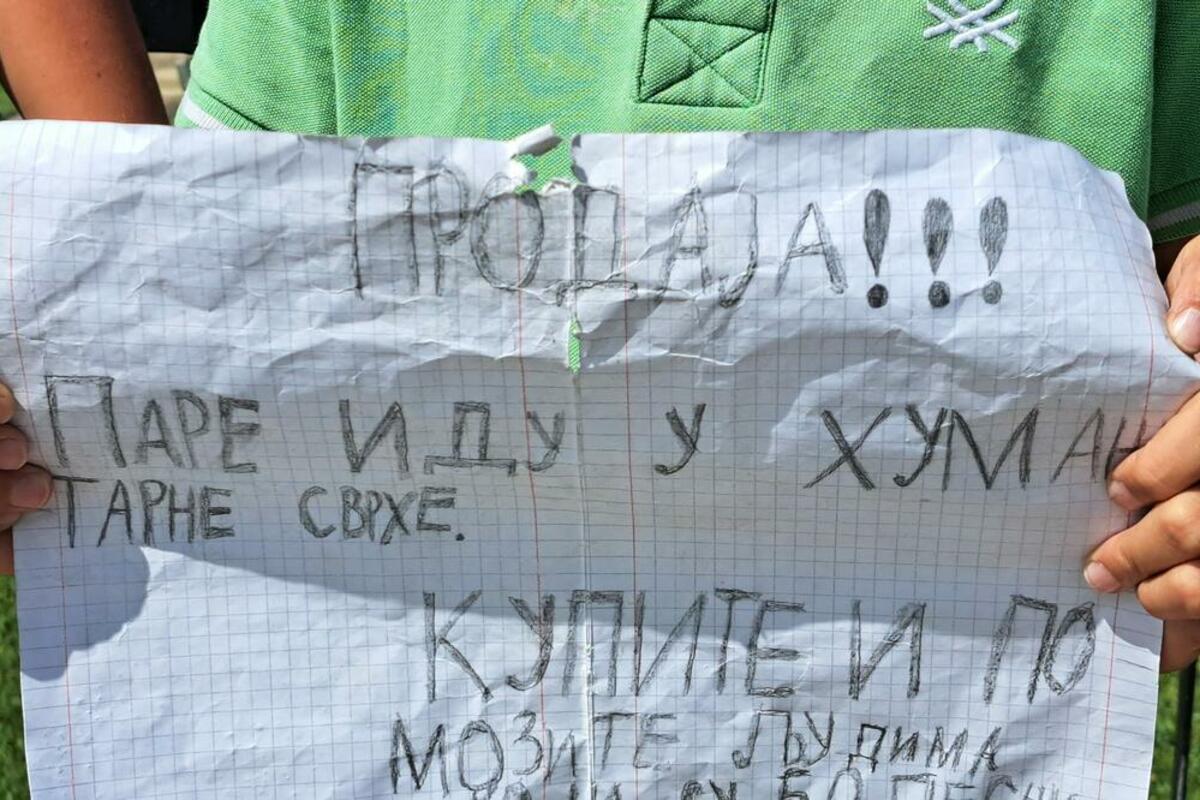 ПРОДАЈА!!!
ПАРЕ ИДУ У ХУМАН
ТАРНЕ СВРХЕ.
КУПИТЕ И ПО
МОЗИТЕ ЉУДИМА